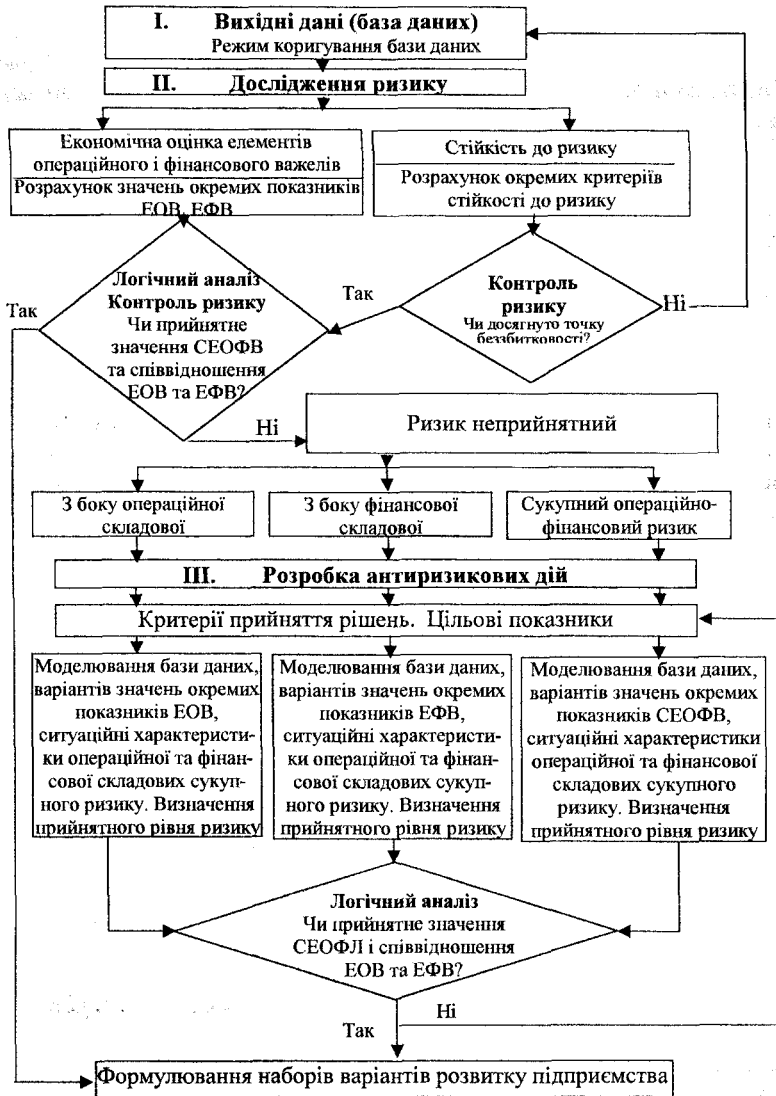 I. Вихідні дані (база даних)
Режим коригування бази даних
II. Дослідження ризику
Економічна оцінка елементів
операційного і фінансового важелів
Розрахунок значень окремих показників
ЕОВ, ЕФВ
Стійкість до ризику
Розрахунок окремих критеріїв
стійкості до ризику
Логічний аналіз
Контроль ризику
Чи прийнятне
значення СЕОФВ
та співвідношення
ЕОВ та ЕФВ?
Так
Так
Контроль
ризику
Чи досягнуто точку
беззбитковості?
Ні
Ні
Ризик неприйнятний
З боку операційної
складової
З боку фінансової
складової
Сукупний операційно-
фінансовий ризик
III. Розробка антиризикових дій
Критерії прийняття рішень. Цільові показники
Моделювання бази даних,
варіантів значень окремих
показників ЕОВ,
ситуаційні характеристи-
ки операційної та фінан-
сової складових сукуп-
ного ризику. Визначення
прийнятного рівня ризику
Моделювання бази даних,
варіантів значень окремих
показників ЕФВ,
ситуаційні характеристи-
ки операційної та фінан-
сової складових сукуп-
ного ризику. Визначення
прийнятного рівня ризику
Моделювання бази даних,
варіантів значень окремих
показників СЕОФВ,
ситуаційні характеристики
операційної та фінансової
складових сукупного
ризику. Визначення
прийнятного рівня ризику
Логічний аналіз
Чи прийнятне значення
СЕОФЛ і співвідношення
ЕОВ та ЕФВ?
Ні
Так
Формулювання наборів варіантів розвитку підприємства